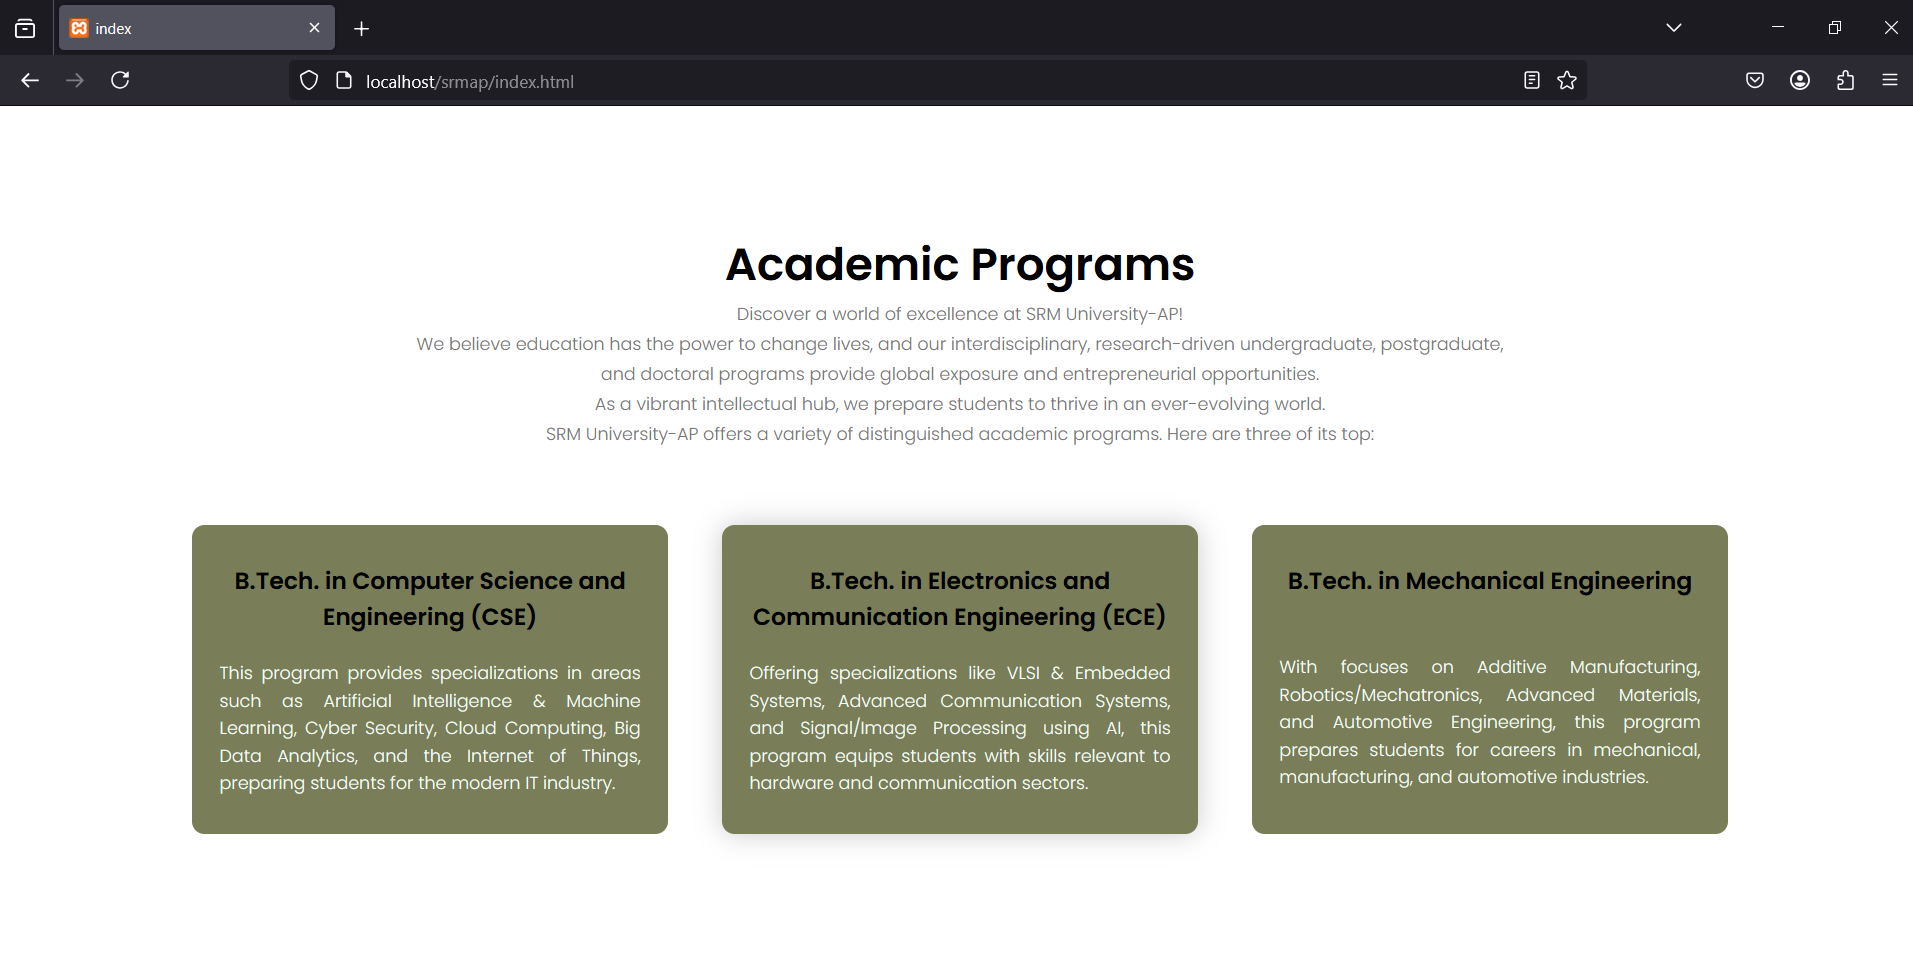 index
localhost/srmap/index.html
Academic Programs
Discover a world of excellence at SRM University-AP!
We believe education has the power to change lives, and our interdisciplinary, research-driven undergraduate, postgraduate,
and doctoral programs provide global exposure and entrepreneurial opportunities.
As a vibrant intellectual hub, we prepare students to thrive in an ever-evolving world.
SRM University-AP offers a variety of distinguished academic programs. Here are three of its top:
B.Tech. in Computer Science and
Engineering (CSE)
This program provides specializations in areas
such as Artificial Intelligence & Machine
Learning, Cyber Security, Cloud Computing, Big
Data Analytics, and the Internet of Things,
preparing students for the modern IT industry.
B.Tech. in Electronics and
Communication Engineering (ECE)
Offering specializations like VLSI & Embedded
Systems, Advanced Communication Systems,
and Signal/Image Processing using AI, this
program equips students with skills relevant to
hardware and communication sectors.
B.Tech. in Mechanical Engineering
With focuses on Additive Manufacturing,
Robotics/Mechatronics, Advanced Materials,
and Automotive Engineering, this program
prepares students for careers in mechanical,
manufacturing, and automotive industries.